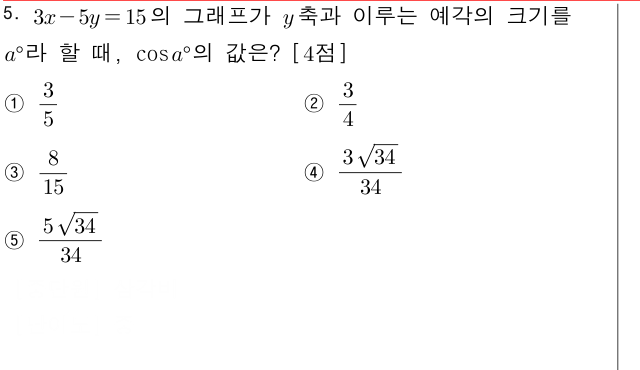 5. 3x-5y=15의 그래프가 y축과 이루는 예각의 크기를
a°라 할 때, cosa°의 값은? [4점]
① 3/5 ② 3/4
③ 8/15 ④ 3√34/34
⑤ 5√34/34